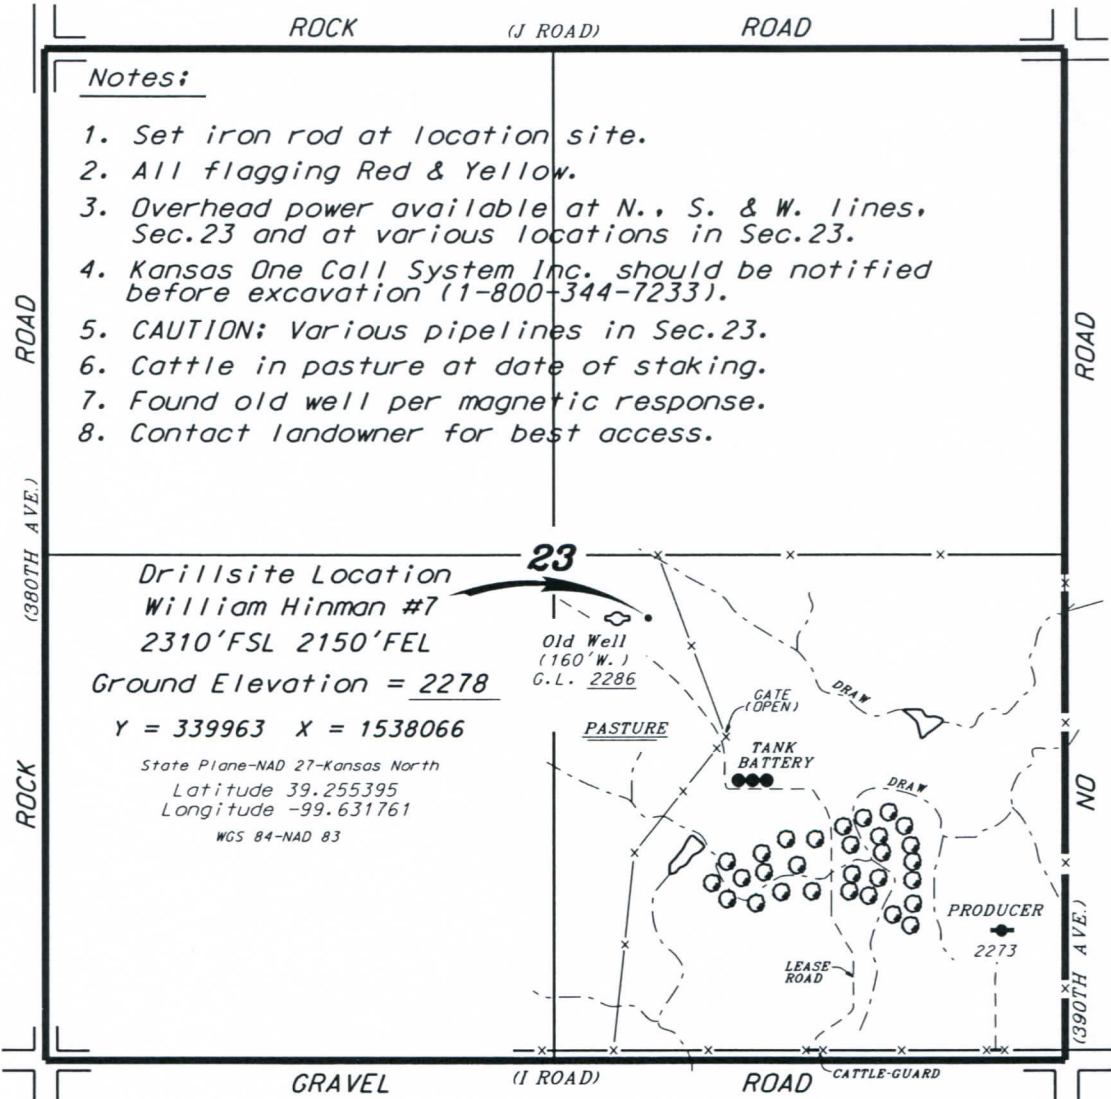 ROCK (J ROAD) ROAD
Notes:
1. Set iron rod at location site.
2. All flagging Red & Yellow.
3. Overhead power available at N., S. & W. lines,
Sec.23 and at various locations in Sec.23.
4. Kansas One Call System Inc. should be notified
before excavation (1-800-344-7233).
5. CAUTION: Various pipelines in Sec.23.
6. Cattle in pasture at date of staking.
7. Found old well per magnetic response.
8. Contact landowner for best access.
ROAD
(380TH AVE.)
ROCK
ROAD
NO
(390TH AVE.)
23
Drillsite Location
William Hinman #7
2310'FSL 2150'FEL
Ground Elevation = 2278
Y = 339963 X = 1538066
State Plane-NAD 27-Kansas North
Latitude 39.255395
Longitude -99.631761
WGS 84-NAD 83
Old Well
(160'W.)
G.L. 2286
PASTURE
GATE
(OPEN)
DRAW
TANK
BATTERY
DRAW
PRODUCER
2273
LEASE
ROAD
CATTLE-GUARD
GRAVEL (I ROAD) ROAD